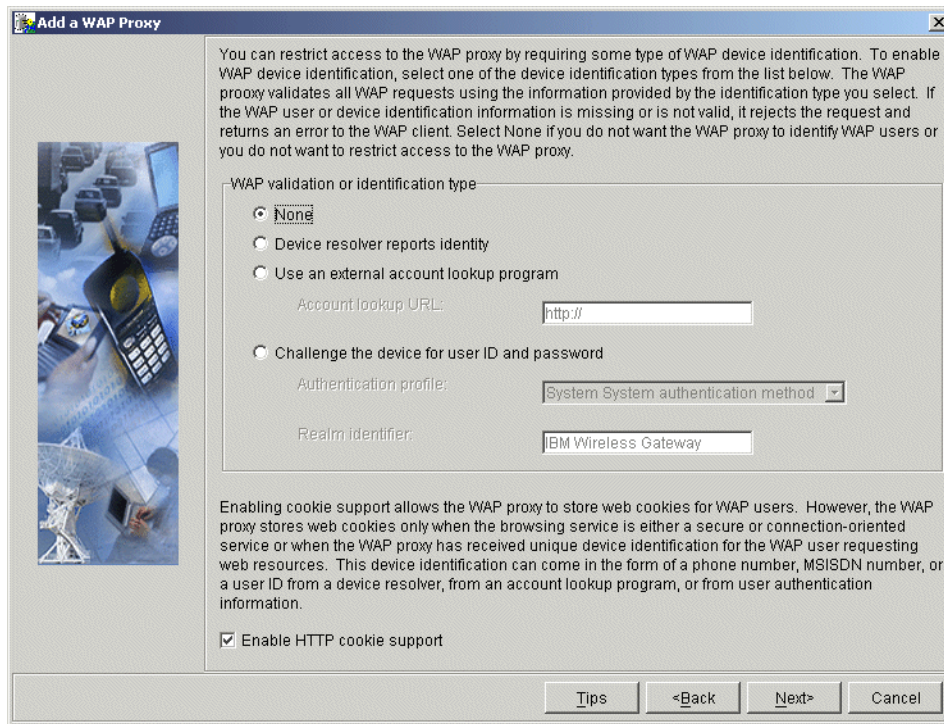 Add a WAP Proxy
You can restrict access to the WAP proxy by requiring some type of WAP device identification. To enable
WAP device identification, select one of the device identification types from the list below. The WAP
prooxy validates all WAP requests using the information provided by the identification type you select. If
the WAP user or device identification information is missing or is not valid, it rejects the request and
returns an error to the WAP client. Select None if you do not want the WAP proxy to identify WAP users or
you do not want to restrict access to the WAP proxy.
WAP validation or identification type
None
Device resolver reports identity
Use an external account lookup program
Account lookup URL: http://
Challenge the device for user ID and password
Authentication profile: System System authentication method
Realm identifier: IBM Wireless Gateway
Enabling cookie support allows the WAP proxy to store web cookies for WAP users. However, the WAP
proxy stores web cookies only when the browsing service is either a secure or connection-oriented
service or when the WAP proxy has received unique device identification for the WAP user requesting
web resources. This device identification can come in the form of a phone number, MSISDN number, or
a user ID from a device resolver, from an account lookup program, or from user authentication
information.
Enable HTTP cookie support
Tips <Back Next> Cancel